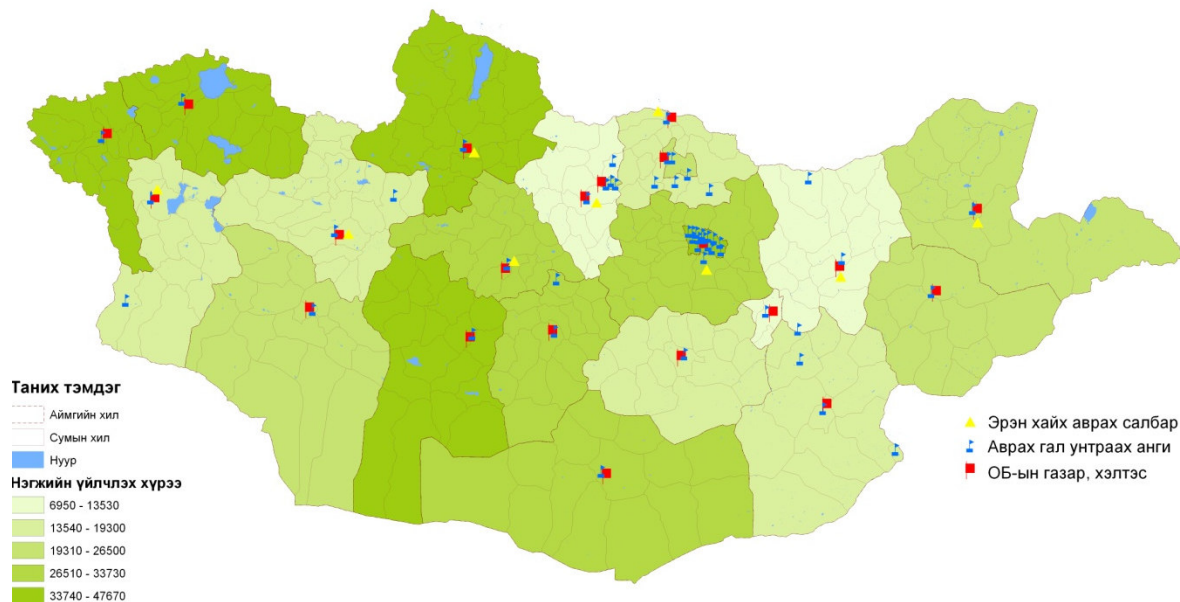 Таних тэмдэг
Аймгийн хил
Сумын хил
Нуур
Нэгжийн үйлчлэх хүрээ
6950 - 13530
13540 - 19300
19310 - 26500
26510 - 33730
33740 - 47670
Эрэн хайх аврах салбар
Аврах гал унтраах анги
ОБ-ын газар, хэлтэс